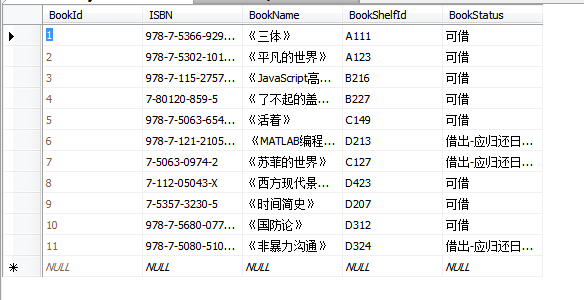 BookId ISBN BookName BookShelfId BookStatus
1 978-7-5366-929... 《三体》 A111 可借
2 978-7-5302-101... 《平凡的世界》 A123 可借
3 978-7-115-2757... 《JavaScript高... B216 可借
4 7-80120-859-5 《了不起的盖... B227 可借
5 978-7-5063-654... 《活着》 C149 可借
6 978-7-121-2105... 《MATLAB编程... D213 借出-应归还日...
7 7-5063-0974-2 《苏菲的世界》 C127 借出-应归还日...
8 7-112-05043-X 《西方现代景... D423 可借
9 7-5357-3230-5 《时间简史》 D207 可借
10 978-7-5680-077... 《国防论》 D312 可借
11 978-7-5080-510... 《非暴力沟通》 D324 借出-应归还日...
NULL NULL NULL NULL NULL